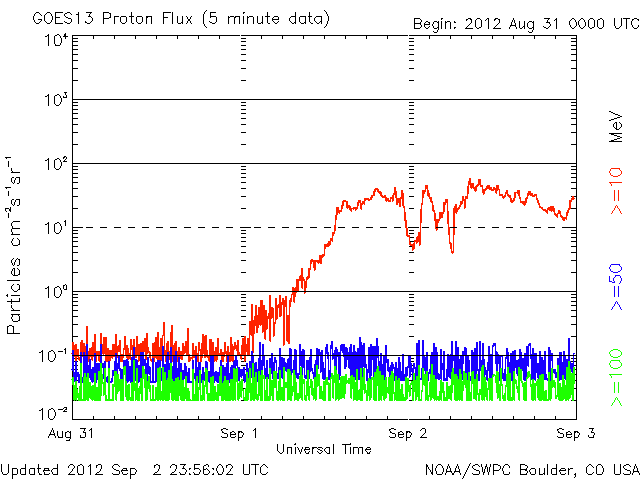 GOES13 Proton Flux (5 minute data)
Begin: 2012 Aug 31 0000 UTC
Particles cm⁻²s⁻¹sr⁻¹
10⁴
10³
10²
10¹
10⁰
10⁻¹
10⁻²
Aug 31
Sep 1
Sep 2
Sep 3
Universal Time
MeV
>=10
>=50
>=100
Updated 2012 Sep 2 23:56:02 UTC
NOAA/SWPC Boulder, CO USA